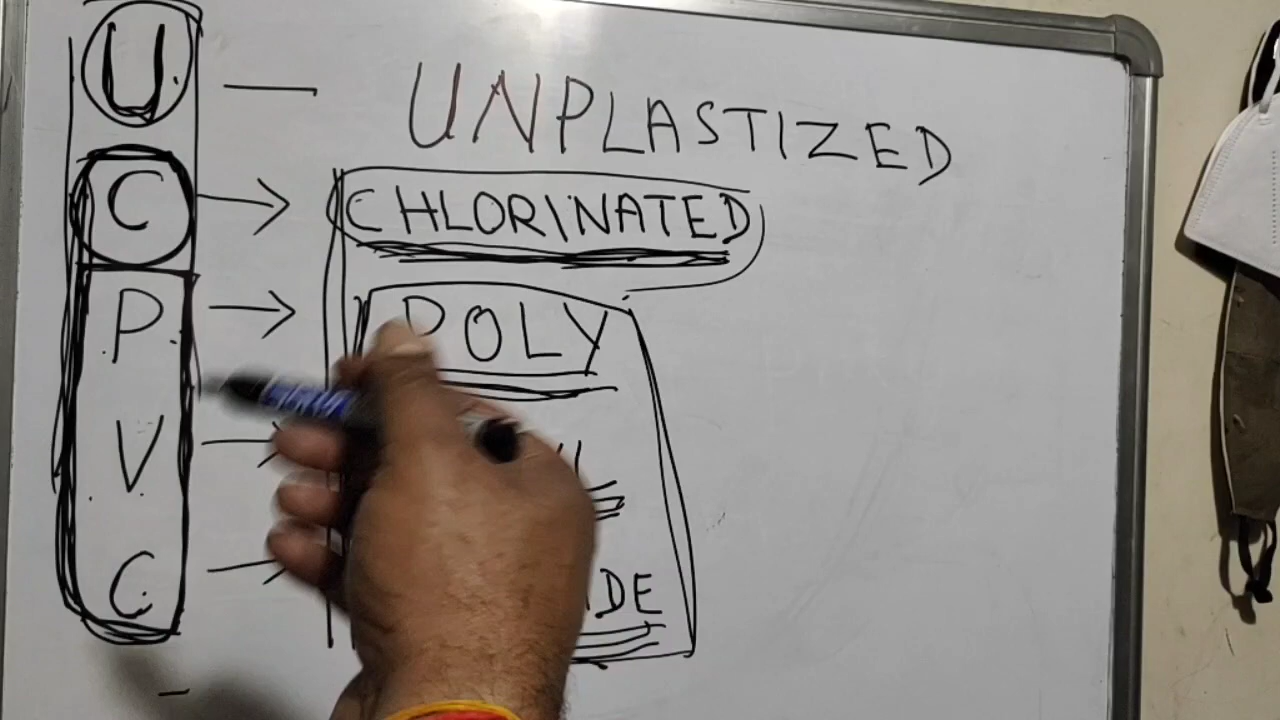 U — UNPLASTIZED
C → CHLORINATED
P → POLY
V
C DE